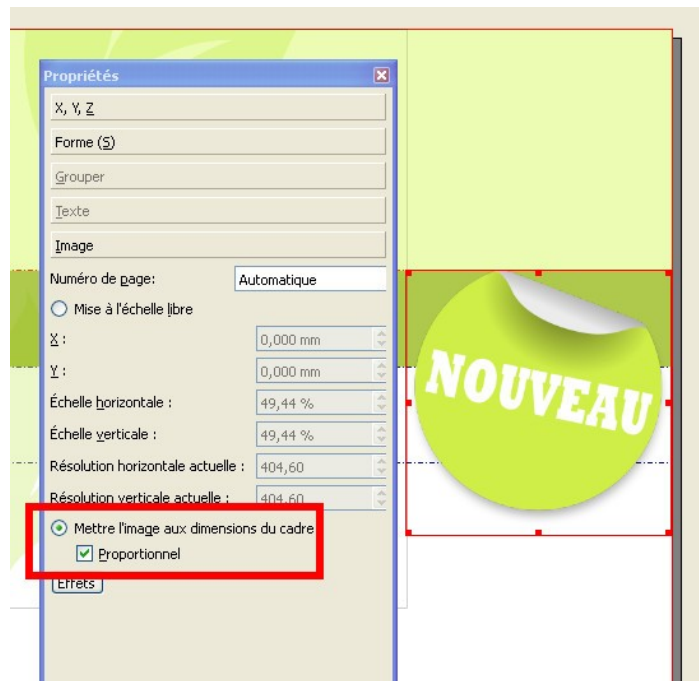 Propriétés
X, Y, Z
Forme (S)
Grouper
Texte
Image
Numéro de page: Automatique
Mise à l'échelle libre
X : 0,000 mm
Y : 0,000 mm
Échelle horizontale : 49,44 %
Échelle verticale : 49,44 %
Résolution horizontale actuelle : 404,60
Résolution verticale actuelle : 404,60
Mettre l'image aux dimensions du cadre
Proportionnel
Effets
NOUVEAU